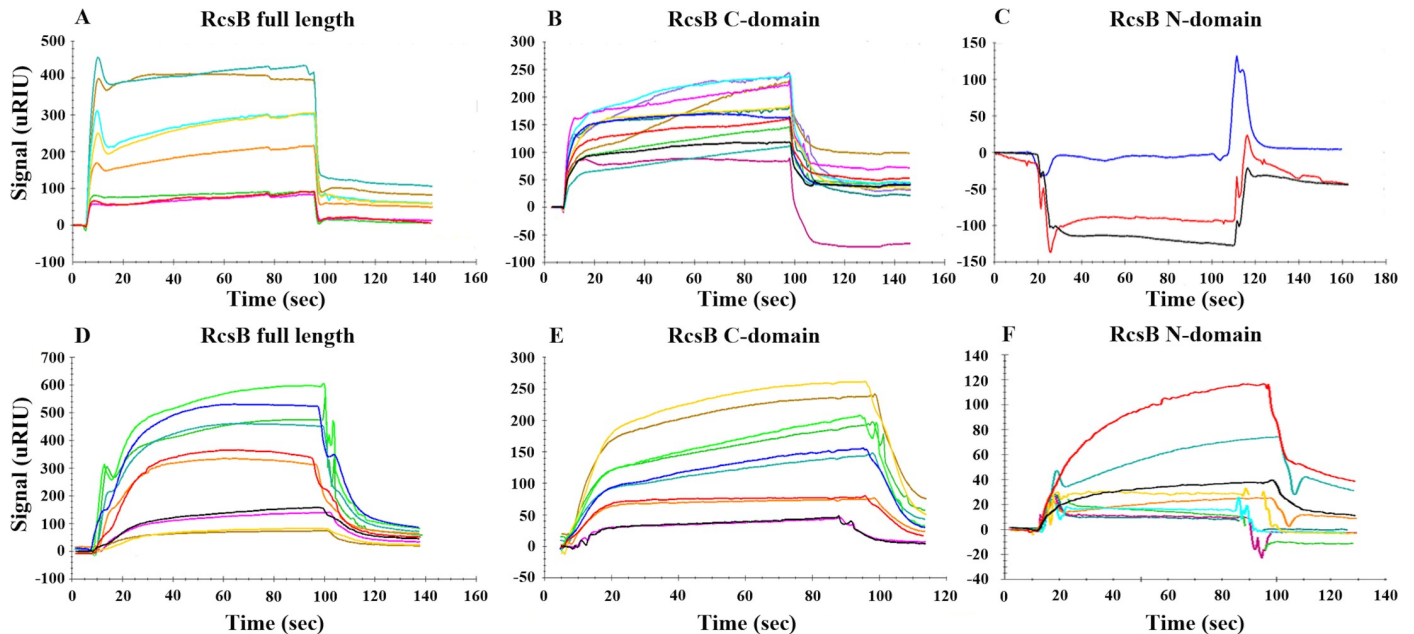 A RcsB full length
B RcsB C-domain
C RcsB N-domain
Signal (uRIU)
500
400
300
200
100
0
-100
0 20 40 60 80 100 120 140 160
Time (sec)
300
250
200
150
100
50
0
-50
-100
0 20 40 60 80 100 120 140 160
Time (sec)
150
100
50
0
-50
-100
-150
0 20 40 60 80 100 120 140 160 180
Time (sec)
D RcsB full length
E RcsB C-domain
F RcsB N-domain
Signal (uRIU)
700
600
500
400
300
200
100
0
-100
0 20 40 60 80 100 120 140 160
Time (sec)
300
250
200
150
100
50
0
-50
0 20 40 60 80 100 120
Time (sec)
140
120
100
80
60
40
20
0
-20
-40
0 20 40 60 80 100 120 140
Time (sec)